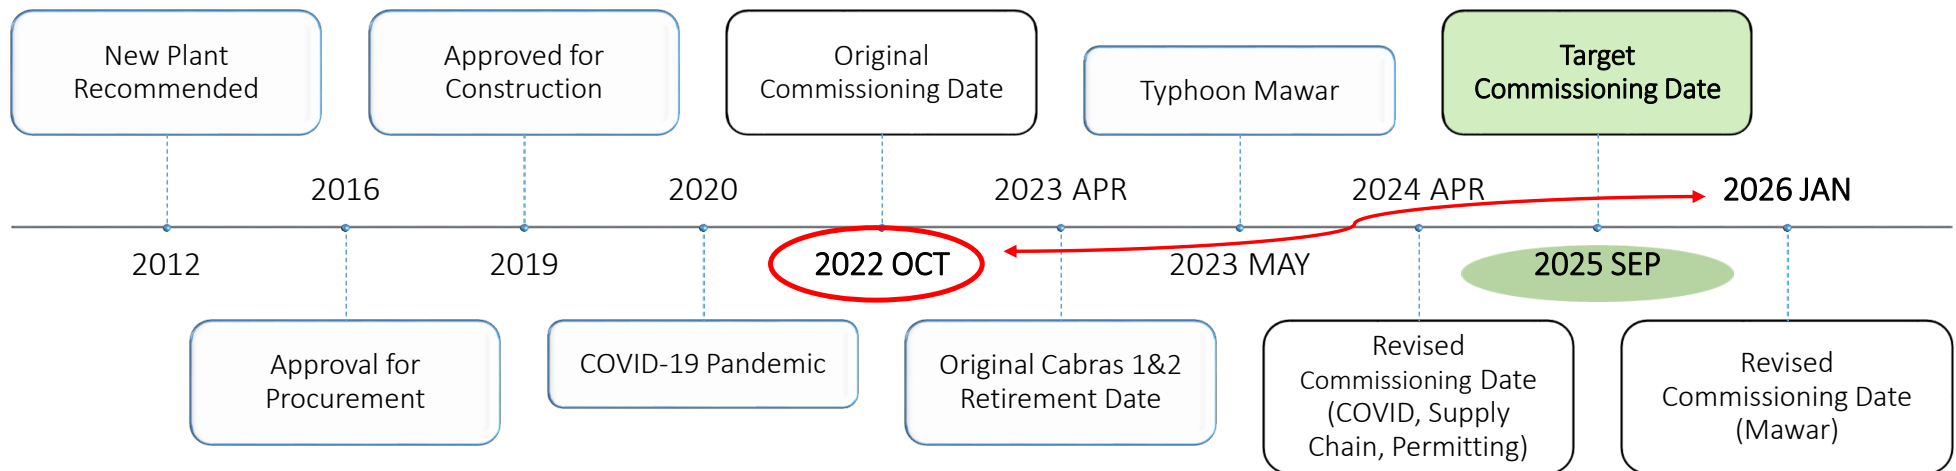 New Plant
Recommended
Approved for
Construction
Original
Commissioning Date
Typhoon Mawar
Target
Commissioning Date
2016
2020
2023 APR
2024 APR
2026 JAN
2012
2019
2022 OCT
2023 MAY
2025 SEP
Approval for
Procurement
COVID-19 Pandemic
Original Cabras 1&2
Retirement Date
Revised
Commissioning Date
(COVID, Supply
Chain, Permitting)
Revised
Commissioning Date
(Mawar)